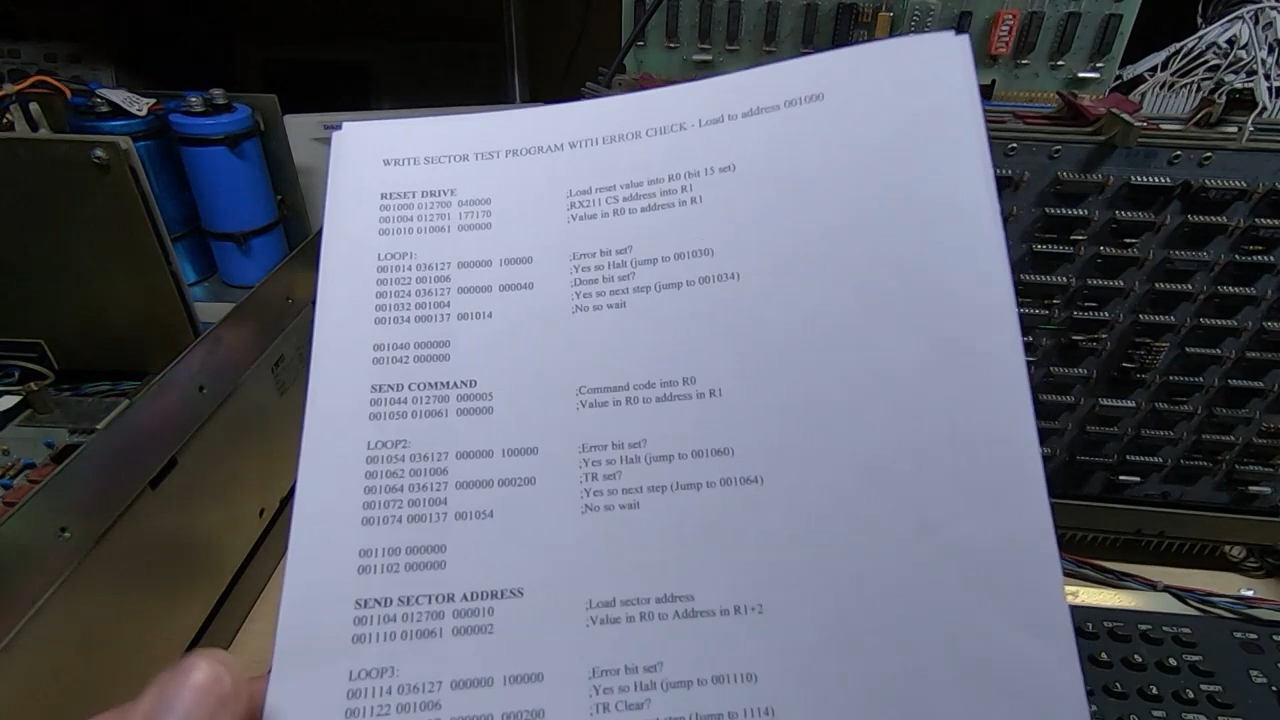 WRITE SECTOR TEST PROGRAM WITH ERROR CHECK - Load to address 001000
RESET DRIVE
001000 012700 040000 ;Load reset value into R0 (bit 15 set)
001004 012701 177170 ;RX211 CS address into R1
001010 010061 000000 ;Value in R0 to address in R1
LOOP1:
001014 036127 000000 100000 ;Error bit set?
001022 001006 ;Yes so Halt (jump to 001030)
001024 036127 000000 000040 ;Done bit set?
001032 001004 ;Yes so next step (jump to 001034)
001034 000137 001014 ;No so wait
001040 000000
001042 000000
SEND COMMAND
001044 012700 000005 ;Command code into R0
001050 010061 000000 ;Value in R0 to address in R1
LOOP2:
001054 036127 000000 100000 ;Error bit set?
001062 001006 ;Yes so Halt (jump to 001060)
001064 036127 000000 000200 ;TR set?
001072 001004 ;Yes so next step (Jump to 001064)
001074 000137 001054 ;No so wait
001100 000000
001102 000000
SEND SECTOR ADDRESS
001104 012700 000010 ;Load sector address
001110 010061 000002 ;Value in R0 to Address in R1+2
LOOP3:
001114 036127 000000 100000 ;Error bit set?
001122 001006 ;Yes so Halt (jump to 001110)
000000 000200 ;TR Clear?
step (Jump to 1114)